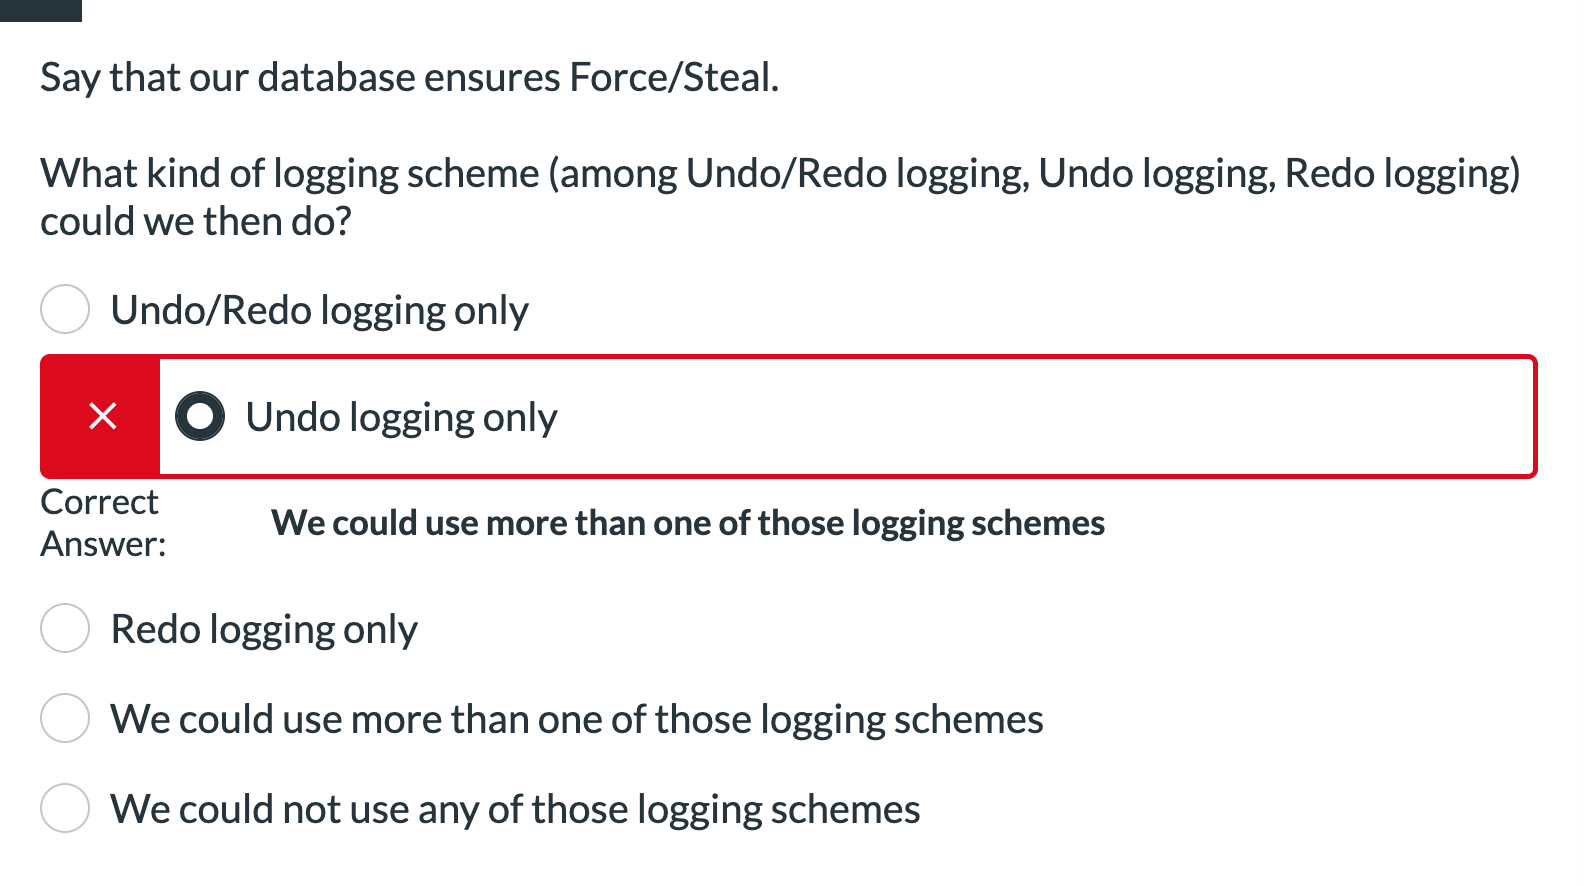 Say that our database ensures Force/Steal.
What kind of logging scheme (among Undo/Redo logging, Undo logging, Redo logging)
could we then do?
Undo/Redo logging only
Undo logging only
Correct
Answer:
We could use more than one of those logging schemes
Redo logging only
We could use more than one of those logging schemes
We could not use any of those logging schemes